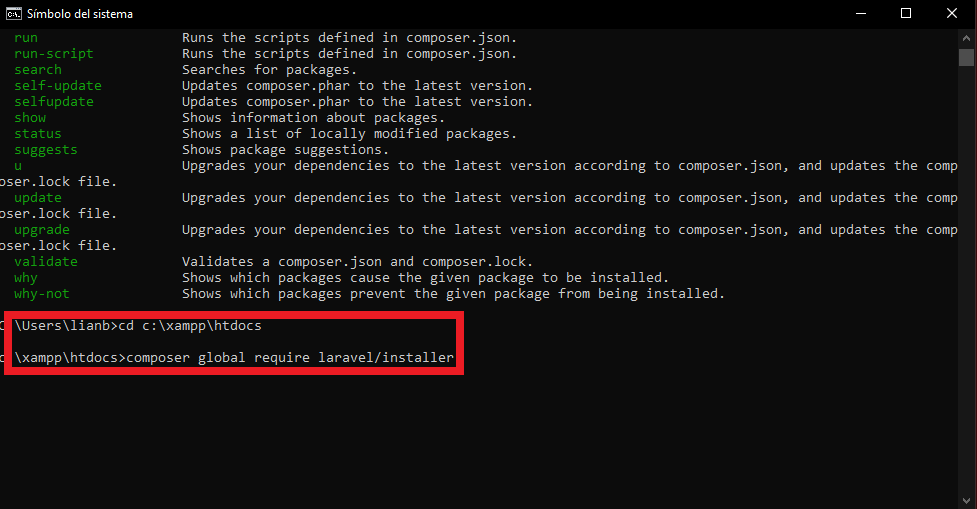 Símbolo del sistema
run Runs the scripts defined in composer.json.
run-script Runs the scripts defined in composer.json.
search Searches for packages.
self-update Updates composer.phar to the latest version.
selfupdate Updates composer.phar to the latest version.
show Shows information about packages.
status Shows a list of locally modified packages.
suggests Shows package suggestions.
u Upgrades your dependencies to the latest version according to composer.json, and updates the comp
oser.lock file.
update Upgrades your dependencies to the latest version according to composer.json, and updates the comp
oser.lock file.
upgrade Upgrades your dependencies to the latest version according to composer.json, and updates the comp
oser.lock file.
validate Validates a composer.json and composer.lock.
why Shows which packages cause the given package to be installed.
why-not Shows which packages prevent the given package from being installed.
C \Users\lianb>cd c:\xampp\htdocs
c \xampp\htdocs>composer global require laravel/installer